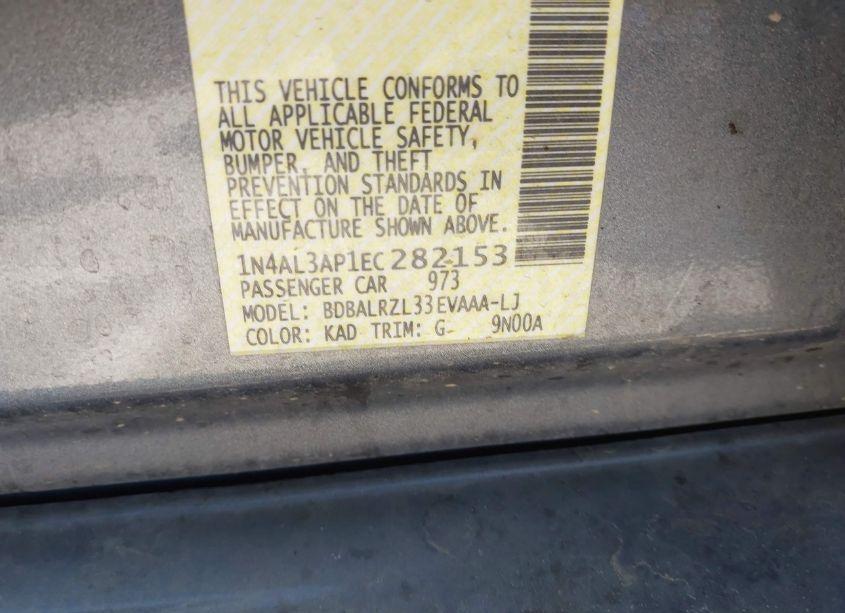 THIS VEHICLE CONFORMS TO
ALL APPLICABLE FEDERAL
MOTOR VEHICLE SAFETY,
BUMPER, AND THEFT
PREVENTION STANDARDS IN
EFFECT ON THE DATE OF
MANUFACTURE SHOWN ABOVE.
1N4AL3AP1EC282153
PASSENGER CAR 973
MODEL: BDBALRZL33EVAAA-LJ
COLOR: KAD TRIM: G- 9N00A